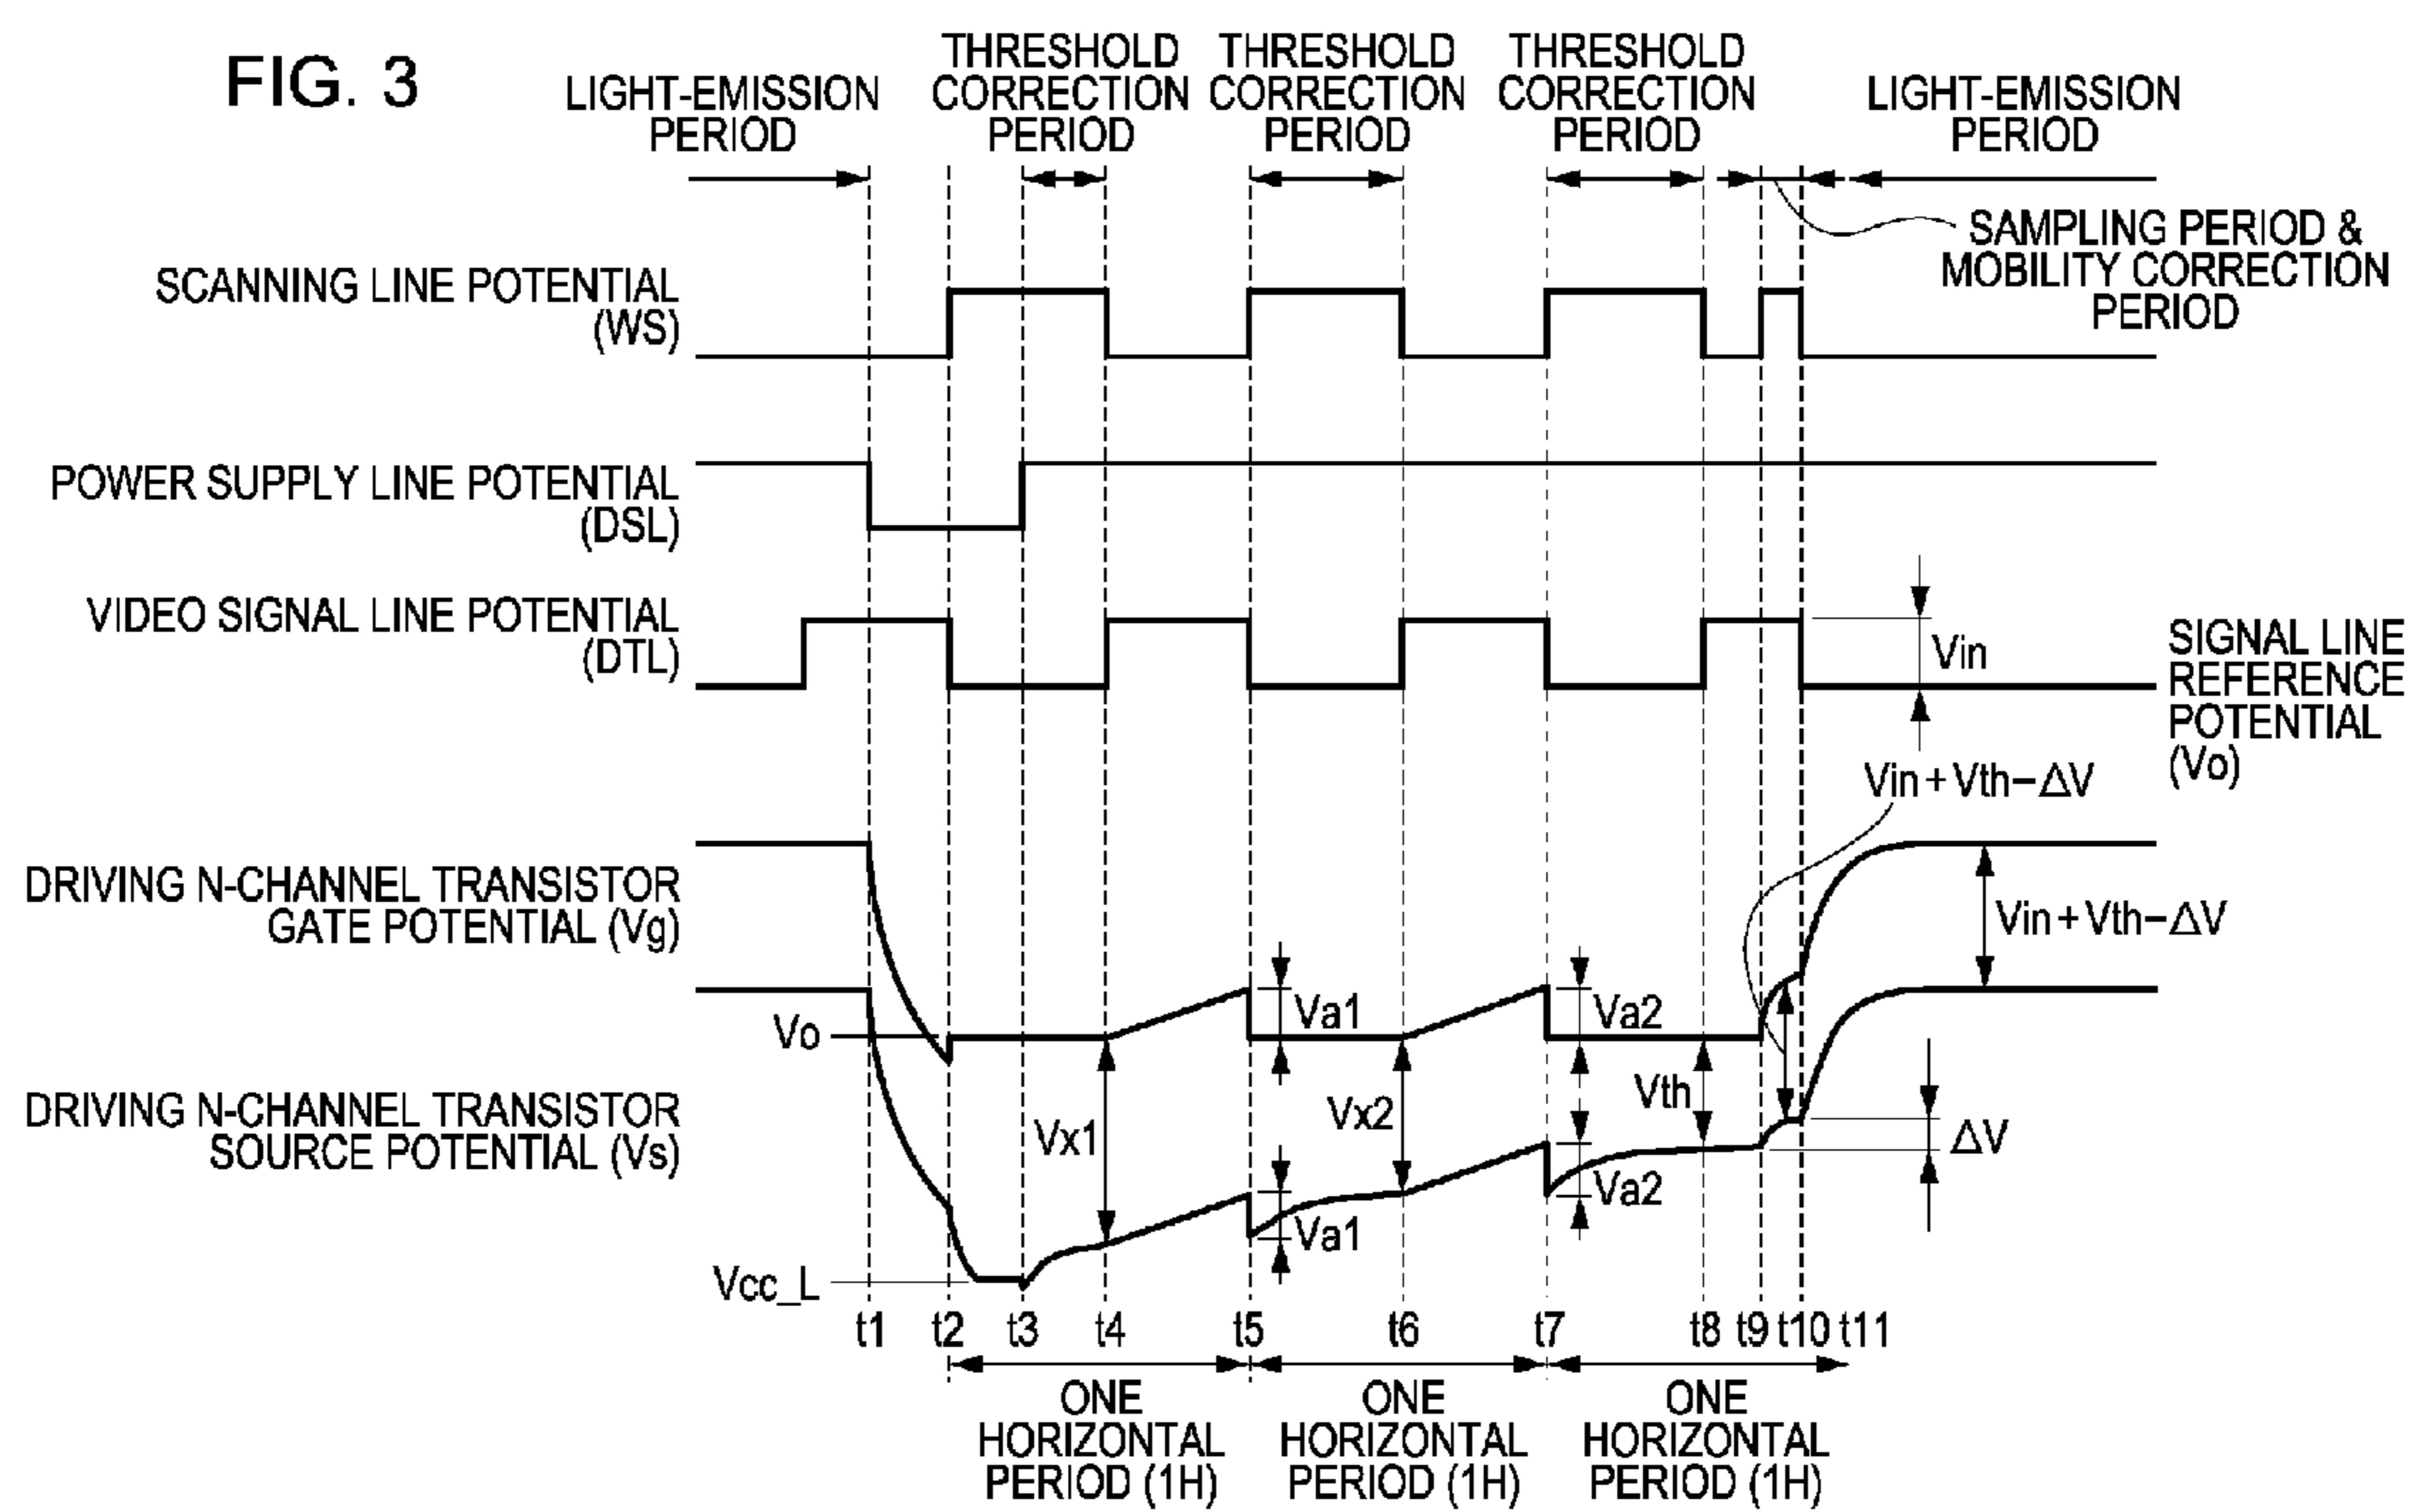 FIG. 3
LIGHT-EMISSION
PERIOD
THRESHOLD
CORRECTION
PERIOD
THRESHOLD
CORRECTION
PERIOD
THRESHOLD
CORRECTION
PERIOD
LIGHT-EMISSION
PERIOD
SAMPLING PERIOD &
MOBILITY CORRECTION
PERIOD
SCANNING LINE POTENTIAL
(WS)
POWER SUPPLY LINE POTENTIAL
(DSL)
VIDEO SIGNAL LINE POTENTIAL
(DTL)
Vin
SIGNAL LINE
REFERENCE
POTENTIAL
(Vo)
Vin+Vth−ΔV
DRIVING N-CHANNEL TRANSISTOR
GATE POTENTIAL (Vg)
Vin+Vth−ΔV
Vo
Va1
Va2
DRIVING N-CHANNEL TRANSISTOR
SOURCE POTENTIAL (Vs)
Vx1
Vx2
Vth
ΔV
Va1
Va2
Vcc_L
t1 t2 t3 t4 t5 t6 t7 t8 t9 t10 t11
ONE
HORIZONTAL
PERIOD (1H)
ONE
HORIZONTAL
PERIOD (1H)
ONE
HORIZONTAL
PERIOD (1H)